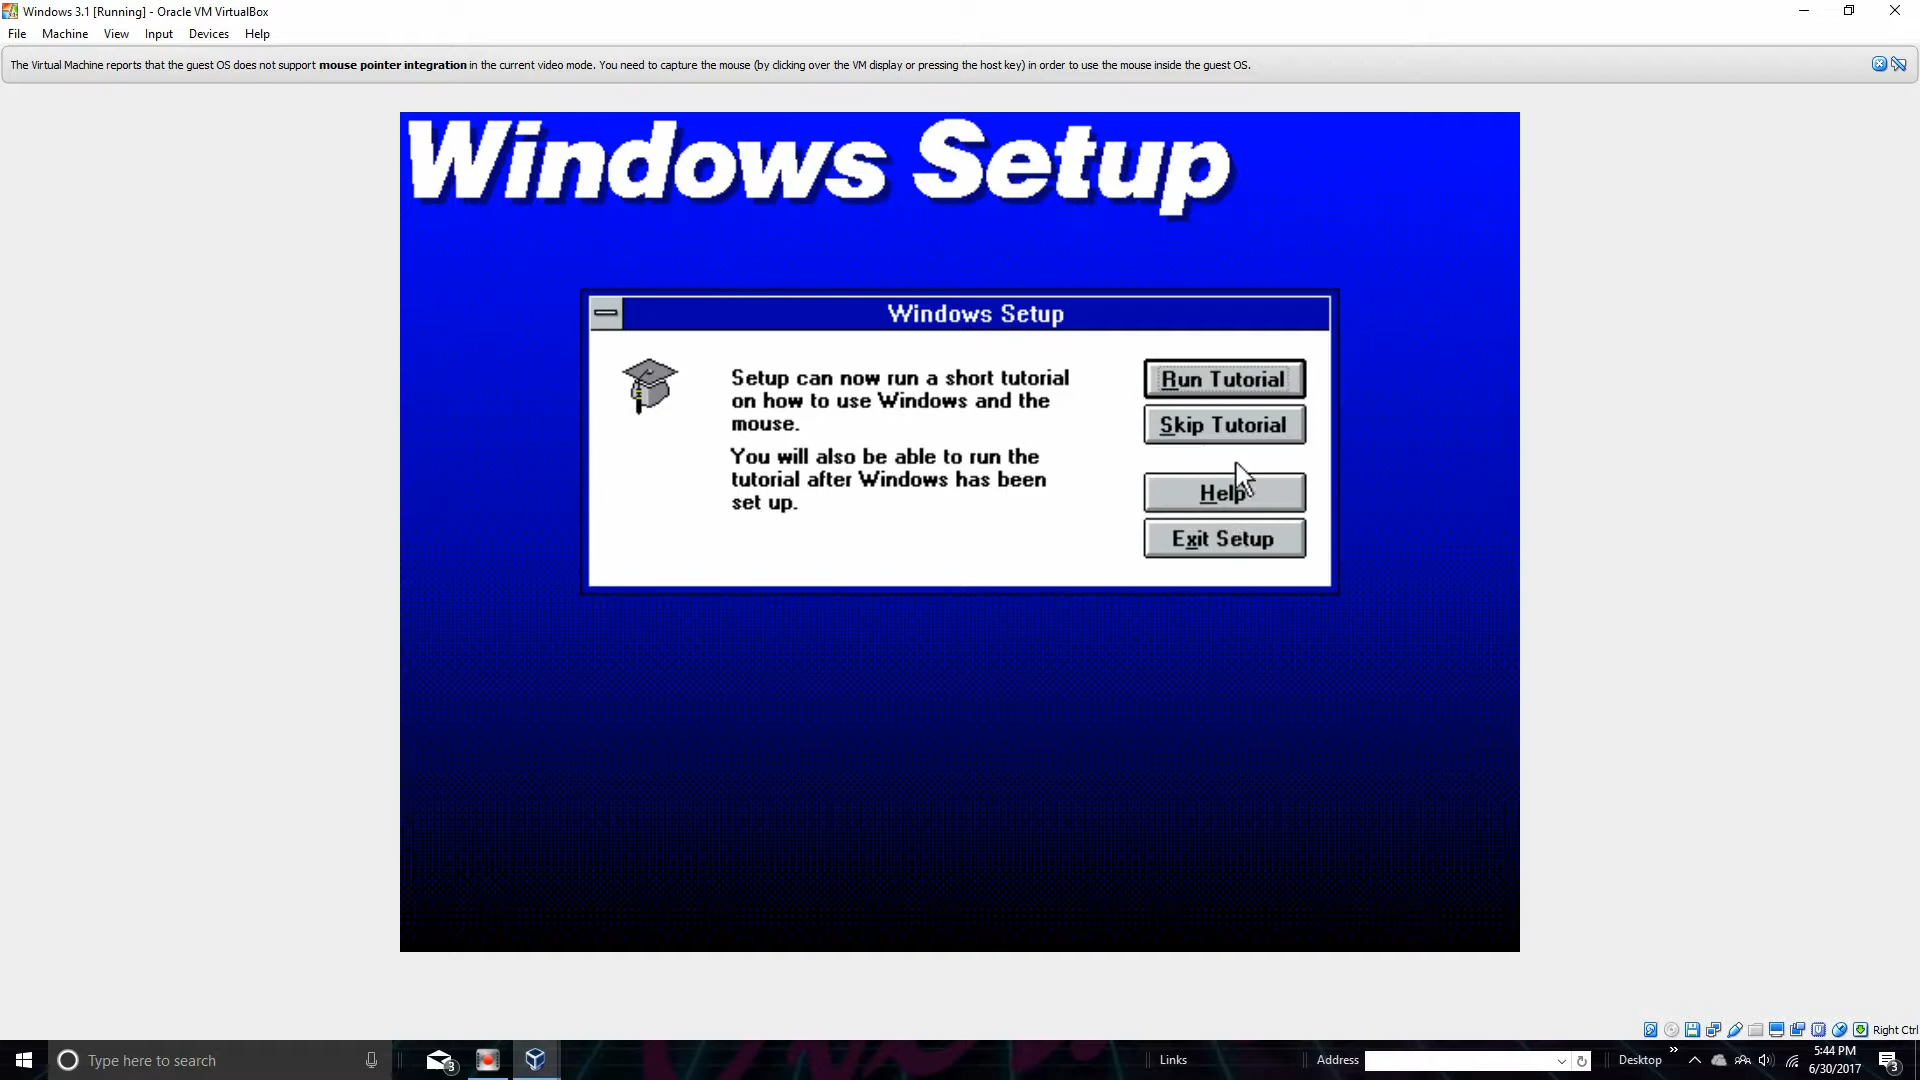 Windows 3.1 [Running] - Oracle VM VirtualBox
File Machine View Input Devices Help
The Virtual Machine reports that the guest OS does not support mouse pointer integration in the current video mode. You need to capture the mouse (by clicking over the VM display or pressing the host key) in order to use the mouse inside the guest OS.
Windows Setup
Windows Setup
Setup can now run a short tutorial
on how to use Windows and the
mouse.
You will also be able to run the
tutorial after Windows has been
set up.
Run Tutorial
Skip Tutorial
Help
Exit Setup
Right Ctrl
Type here to search
3
Links
Address
Desktop
5:44 PM
6/30/2017
3